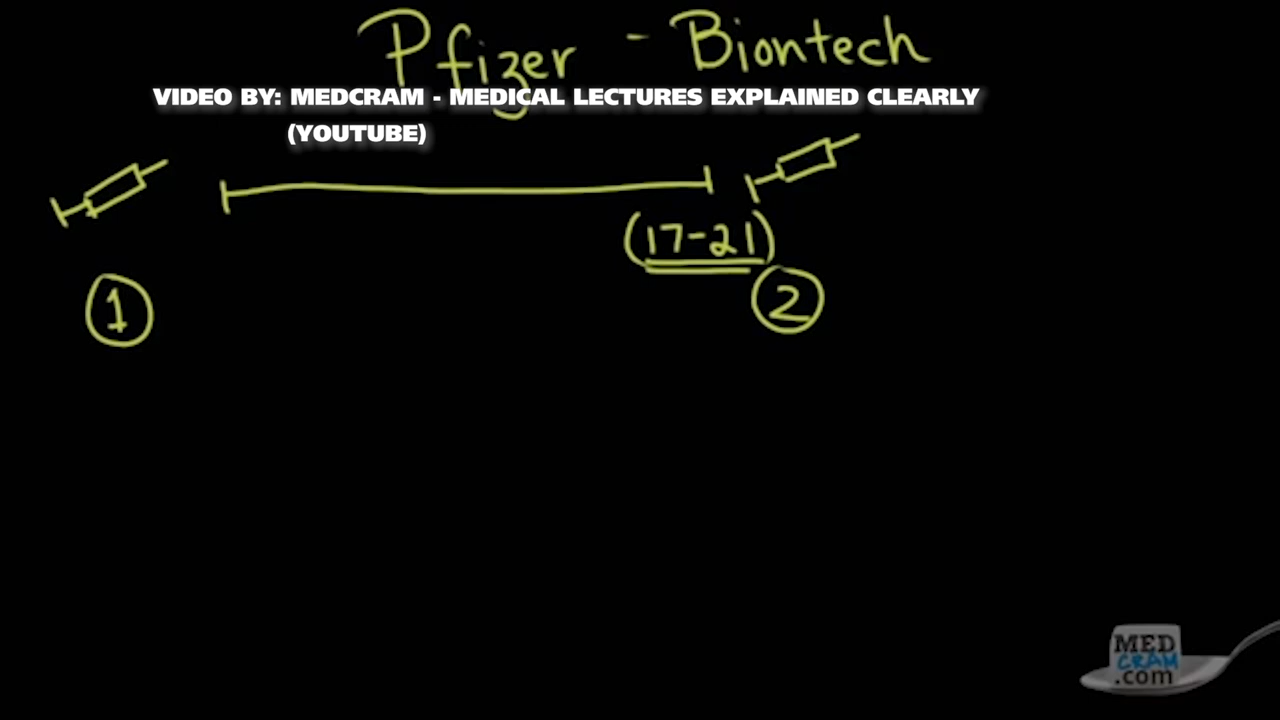 Pfizer - Biontech
VIDEO BY: MEDCRAM - MEDICAL LECTURES EXPLAINED CLEARLY
(YOUTUBE)
(17-21)
1
2
MED
CRAM
.com